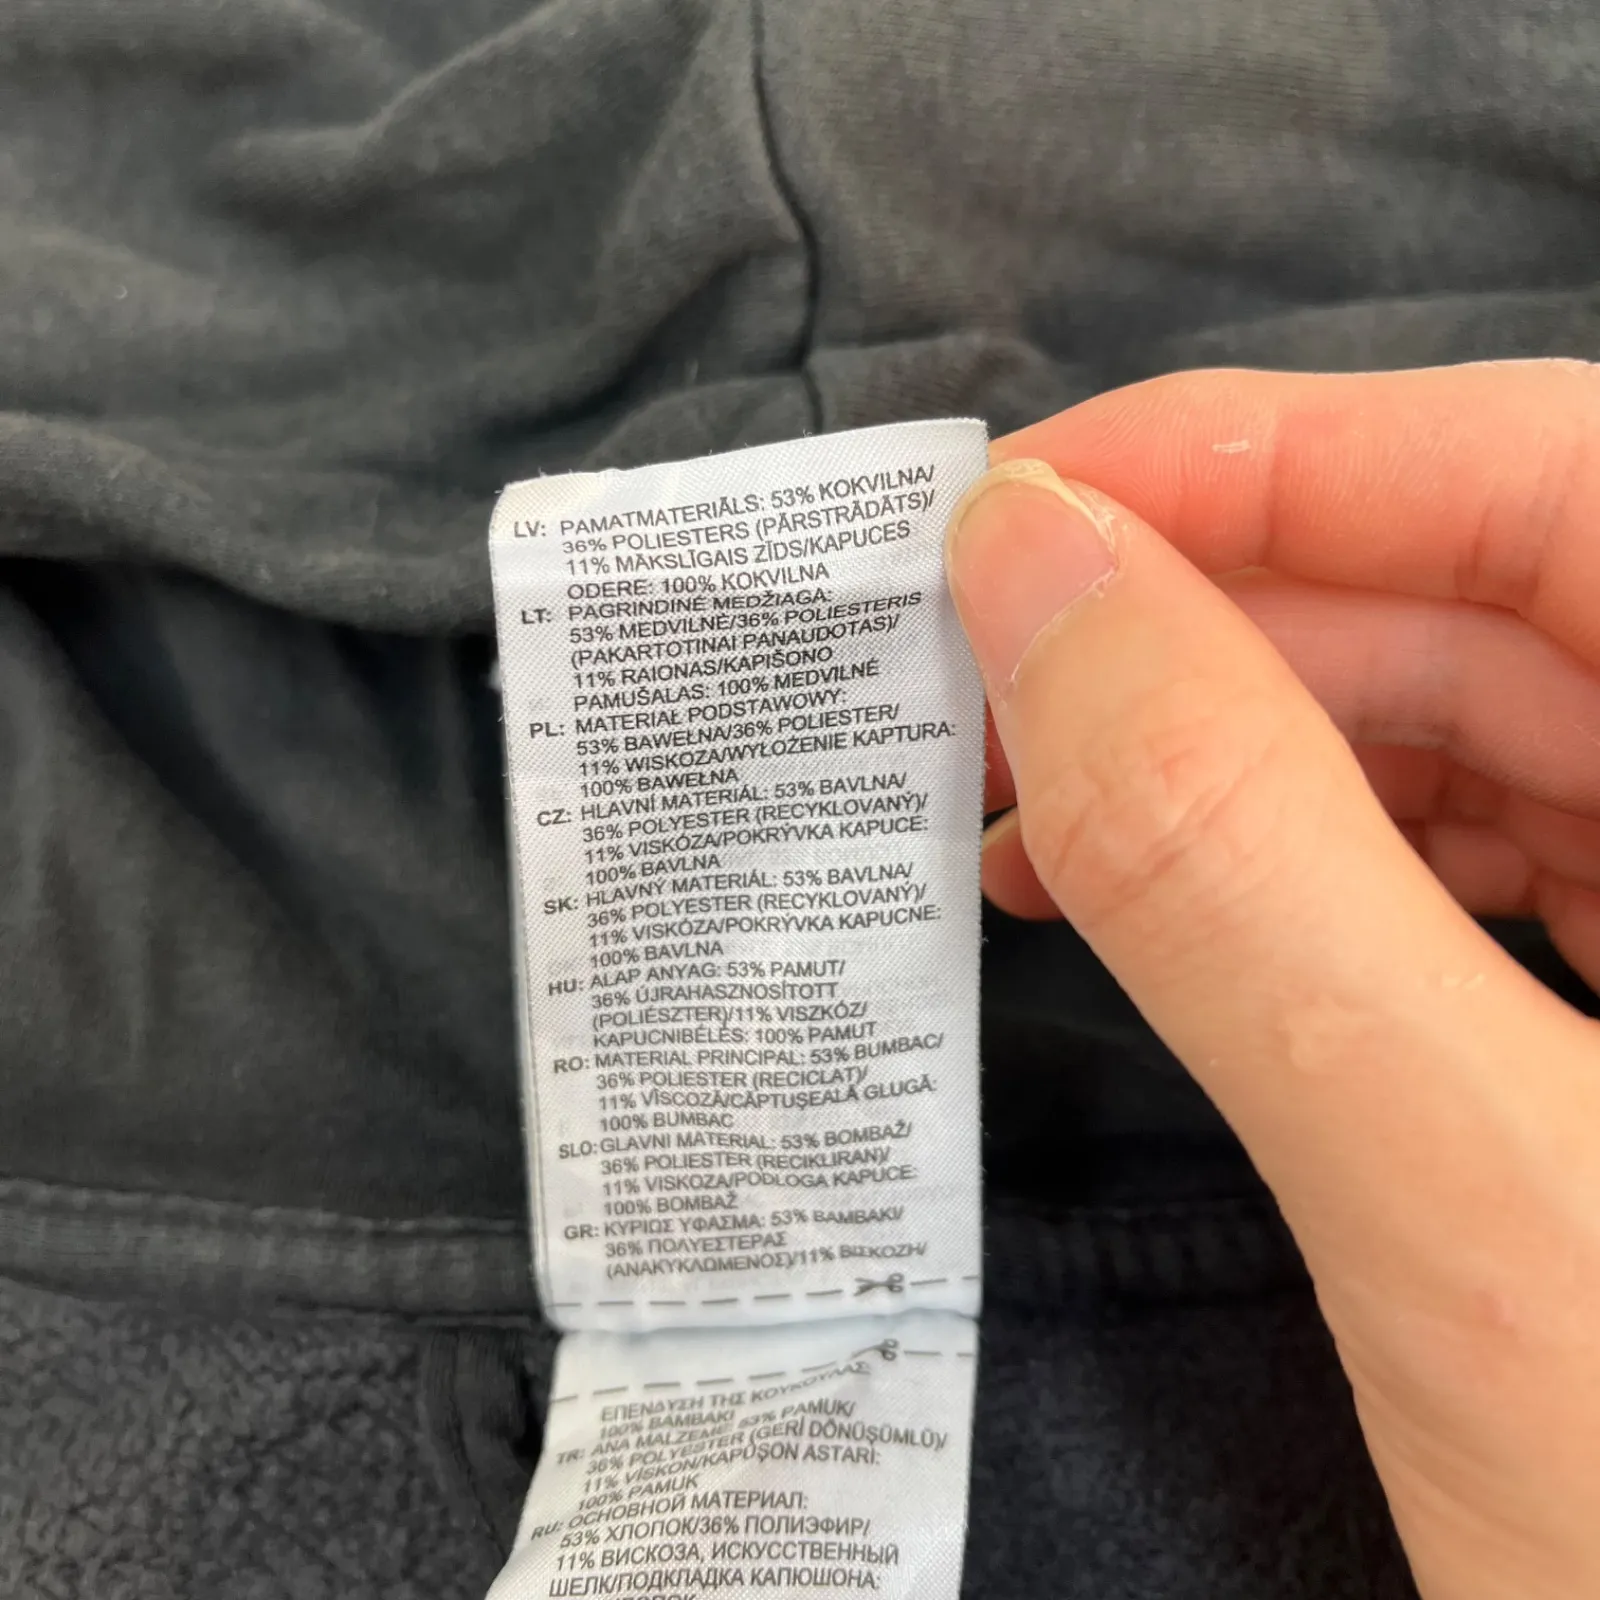 LV: PAMATMATERIĀLS: 53% KOKVILNA/
36% POLIESTERS (PĀRSTRĀDĀTS)/
11% MĀKSLĪGAIS ZĪDS/KAPUCES
ODERE: 100% KOKVILNA
LT: PAGRINDINĖ MEDŽIAGA:
53% MEDVILNĖ/36% POLIESTERIS
(PAKARTOTINAI PANAUDOTAS)/
11% RAIONAS/KAPIŠONO
PAMUŠALAS: 100% MEDVILNĖ
PL: MATERIAŁ PODSTAWOWY:
53% BAWEŁNA/36% POLIESTER/
11% WISKOZA/WYŁOŻENIE KAPTURA:
100% BAWEŁNA
CZ: HLAVNÍ MATERIÁL: 53% BAVLNA/
36% POLYESTER (RECYKLOVANÝ)/
11% VISKÓZA/POKRÝVKA KAPUCE:
100% BAVLNA
SK: HLAVNÝ MATERIÁL: 53% BAVLNA/
36% POLYESTER (RECYKLOVANÝ)/
11% VISKÓZA/POKRÝVKA KAPUCNE:
100% BAVLNA
HU: ALAP ANYAG: 53% PAMUT/
36% ÚJRAHASZNOSÍTOTT
(POLIÉSZTER)/11% VISZKÓZ/
KAPUCNIBÉLÉS: 100% PAMUT
RO: MATERIAL PRINCIPAL: 53% BUMBAC/
36% POLIESTER (RECICLAT)/
11% VÎSCOZĂ/CĂPTUȘEALĂ GLUGĂ:
100% BUMBAC
SLO: GLAVNI MATERIAL: 53% BOMBAŽ/
36% POLIESTER (RECIKLIRAN)/
11% VISKOZA/PODLOGA KAPUCE:
100% BOMBAŽ
GR: ΚΥΡΙΩΣ ΥΦΑΣΜΑ: 53% ΒΑΜΒΑΚΙ/
36% ΠΟΛΥΕΣΤΕΡΑΣ
(ΑΝΑΚΥΚΛΩΜΕΝΟΣ)/11% ΒΙΣΚΟΖΗ/
ΕΠΕΝΔΥΣΗ ΤΗΣ ΚΟΥΚΟΥΛΑΣ
100% ΒΑΜΒΑΚΙ
TR: ANA MALZEME: 53% PAMUK/
36% POLYESTER (GERİ DÖNÜŞÜMLÜ)/
11% VİSKON/KAPÜŞON ASTARI:
100% PAMUK
RU: ОСНОВНОЙ МАТЕРИАЛ:
53% ХЛОПОК/36% ПОЛИЭФИР/
11% ВИСКОЗА, ИСКУССТВЕННЫЙ
ШЕЛК/ПОДКЛАДКА КАПЮШОНА: